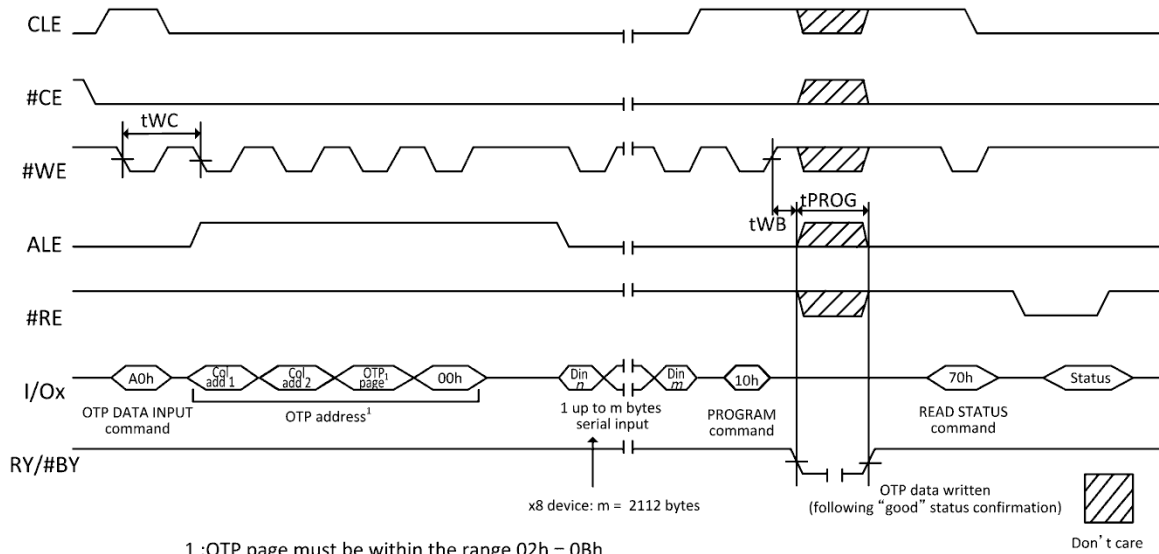 CLE
#CE
tWC
#WE
tPROG
tWB
ALE
#RE
I/Ox
A0h
Col
add 1
Col
add 2
OTP1
page
00h
Din
n
Din
m
10h
70h
Status
OTP DATA INPUT
command
OTP address1
1 up to m bytes
serial input
PROGRAM
command
READ STATUS
command
RY/#BY
x8 device: m = 2112 bytes
OTP data written
(following “good” status confirmation)
Don’t care
1 :OTP page must be within the range 02h – 0Bh